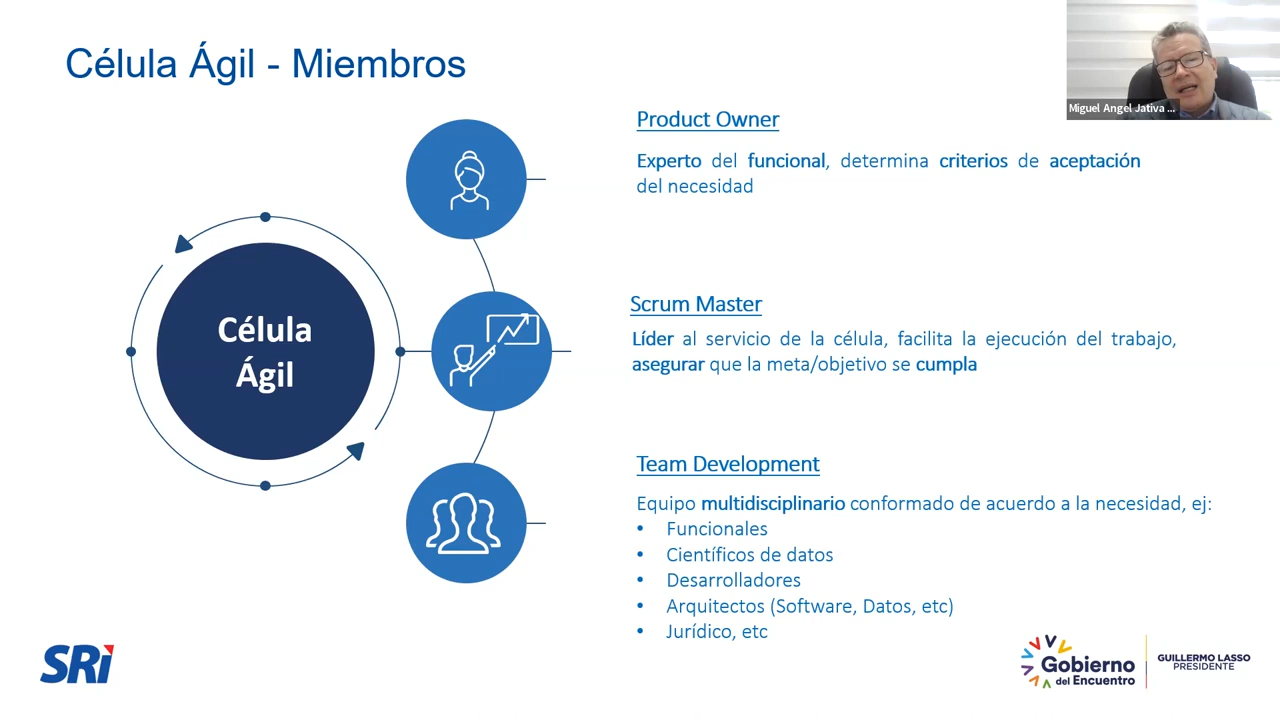 Célula Ágil - Miembros
Miguel Angel Jativa ...
Product Owner
Experto del funcional, determina criterios de aceptación
del necesidad
Célula
Ágil
Scrum Master
Líder al servicio de la célula, facilita la ejecución del trabajo,
asegurar que la meta/objetivo se cumpla
Team Development
Equipo multidisciplinario conformado de acuerdo a la necesidad, ej:
• Funcionales
• Científicos de datos
• Desarrolladores
• Arquitectos (Software, Datos, etc)
• Jurídico, etc
SRi
Gobierno
del Encuentro
GUILLERMO LASSO
PRESIDENTE